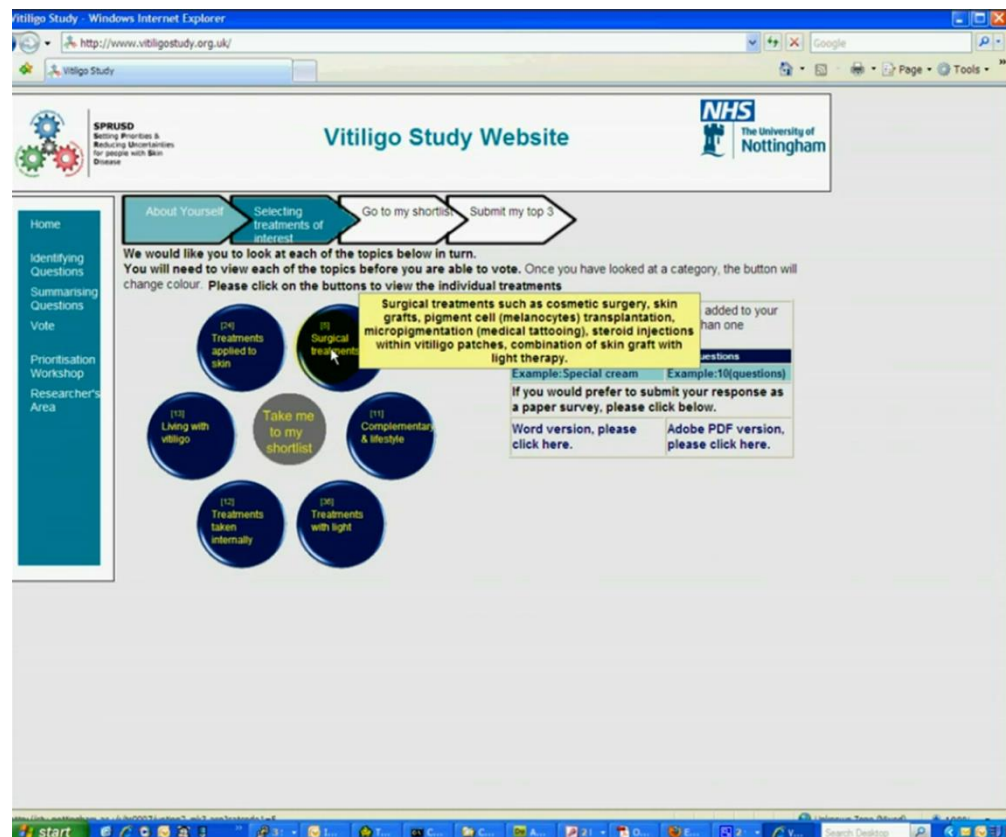 Vitiligo Study - Windows Internet Explorer
http://www.vitiligostudy.org.uk/
Google
Vitiligo Study
Page
Tools
SPRUSD
Setting Priorities &
Reducing Uncertainties
for people with Skin
Disease
Vitiligo Study Website
NHS
The University of
Nottingham
Home
Identifying
Questions
Summarising
Questions
Vote
Prioritisation
Workshop
Researcher's
Area
About Yourself
Selecting
treatments of
interest
Go to my shortlist
Submit my top 3
We would like you to look at each of the topics below in turn.
You will need to view each of the topics before you are able to vote. Once you have looked at a category, the button will
change colour. Please click on the buttons to view the individual treatments
[24]
Treatments
applied to
skin
[5]
Surgical
treatments
Surgical treatments such as cosmetic surgery, skin
grafts, pigment cell (melanocytes) transplantation,
micropigmentation (medical tattooing), steroid injections
within vitiligo patches, combination of skin graft with
light therapy.
added to your
than one
questions
Example:Special cream
Example:10(questions)
If you would prefer to submit your response as
a paper survey, please click below.
Word version, please
click here.
Adobe PDF version,
please click here.
[13]
Living with
vitiligo
Take me
to my
shortlist
[11]
Complementary
& lifestyle
[12]
Treatments
taken
internally
[36]
Treatments
with light
start
Search Desktop